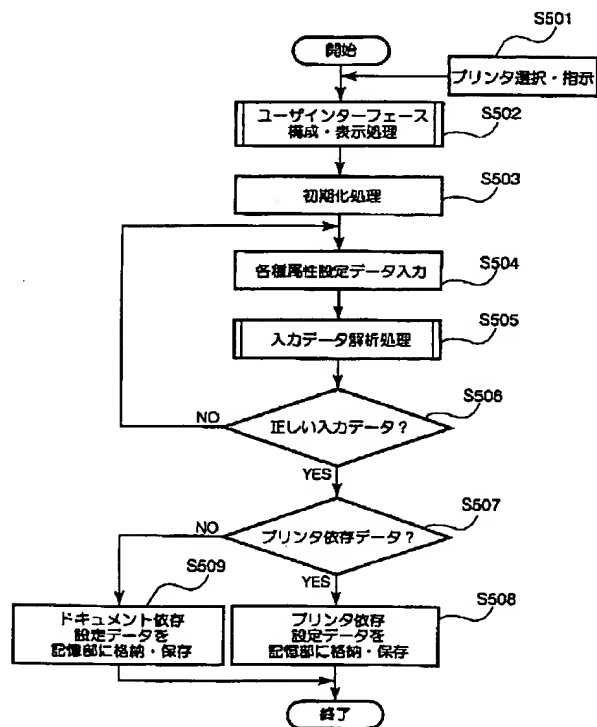 S501
開始
プリンタ選択・指示
ユーザインターフェース
構成・表示処理
S502
初期化処理
S503
各種属性設定データ入力
S504
入力データ解析処理
S505
正しい入力データ？
S506
NO
YES
プリンタ依存データ？
S507
NO
YES
S509
ドキュメント依存
設定データを
記憶部に格納・保存
プリンタ依存
設定データを
記憶部に格納・保存
S508
終了